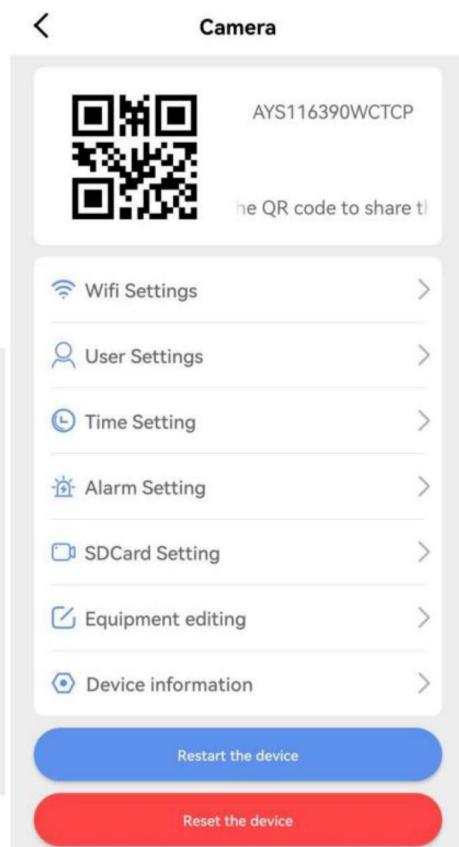 Camera
AYS116390WCTCP
QR code to share
Wifi Settings
User Settings
Time Setting
Alarm Setting
SDCard Setting
Equipment editing
Device information
Restart the device
Reset the device